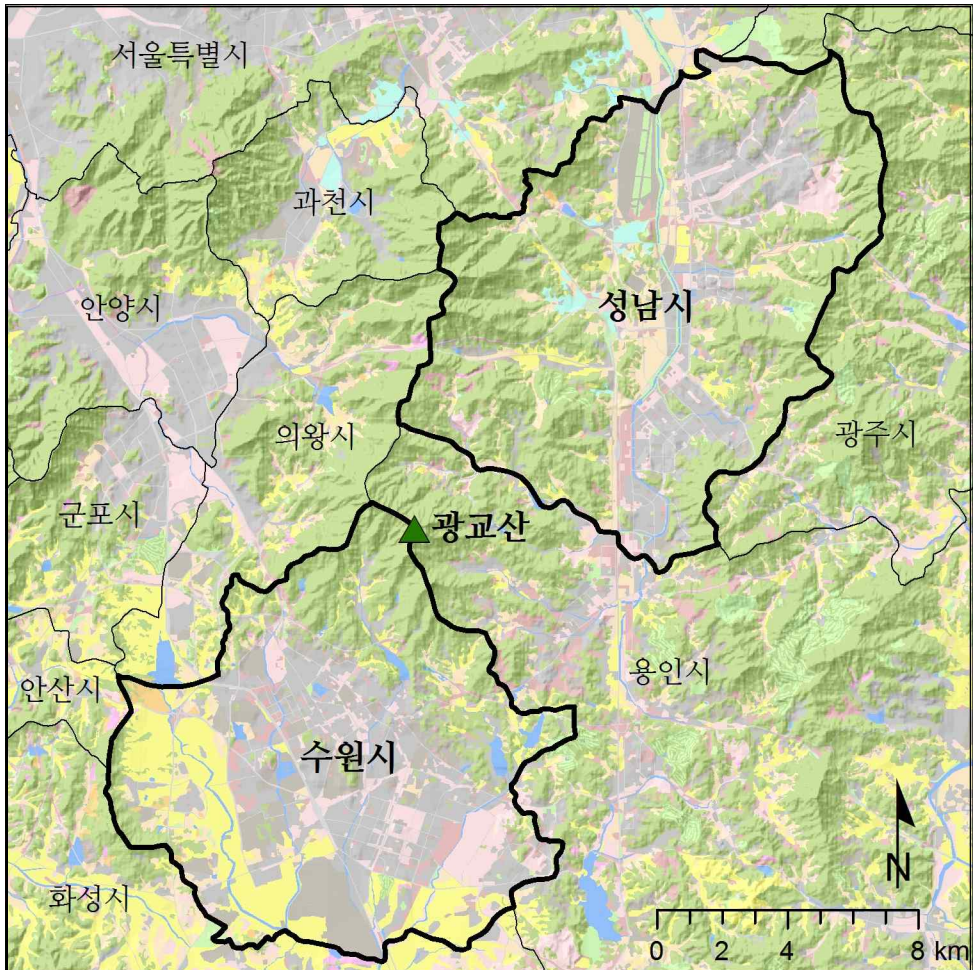 서울특별시
과천시
안양시
성남시
의왕시
광주시
군포시
광교산
용인시
안산시
수원시
화성시
N
0 2 4 8 km